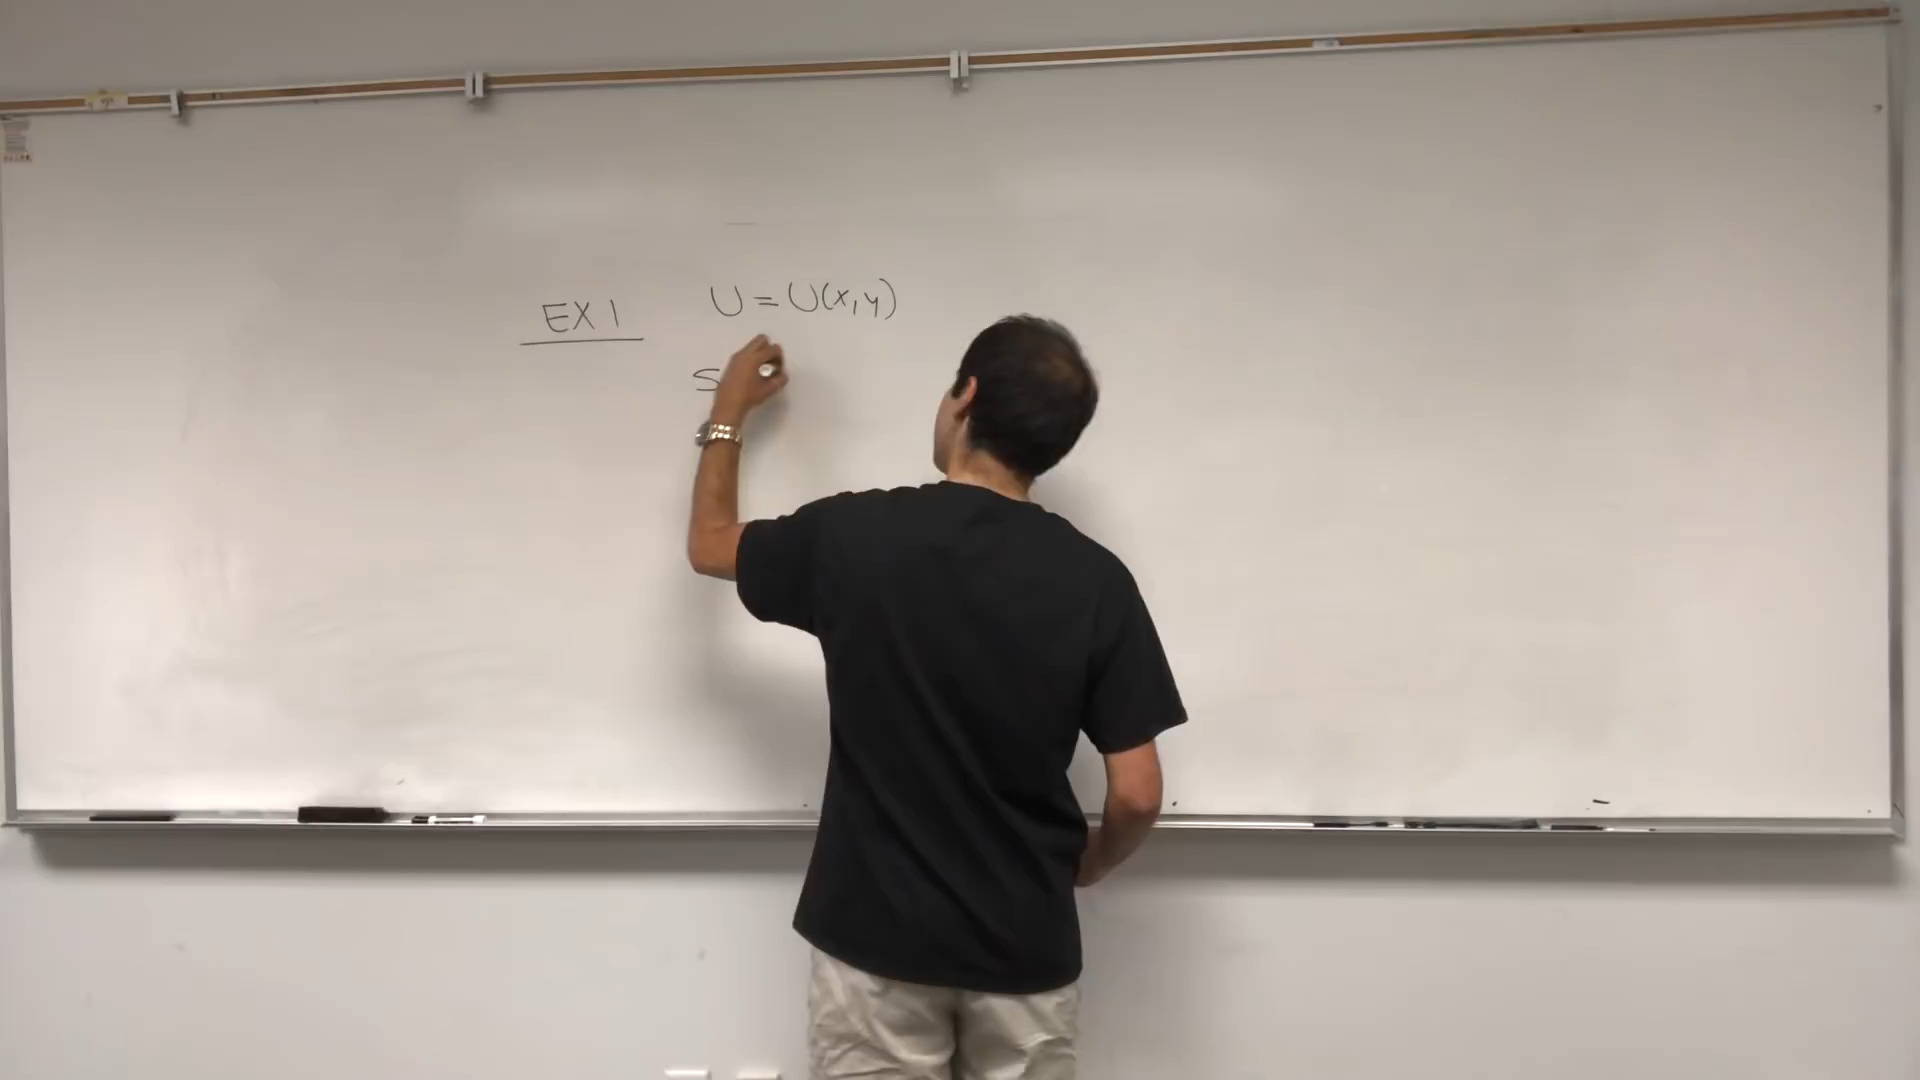 EX 1 U = U(x,y)
S